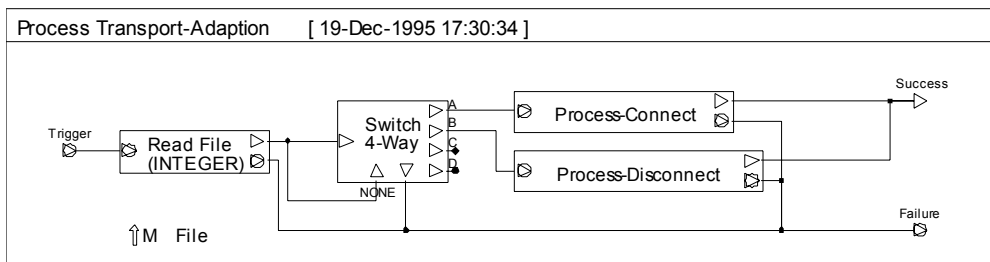 Process Transport-Adaption [ 19-Dec-1995 17:30:34 ]
Success
A
Process-Connect
Trigger
Switch
4-Way
B
Read File
(INTEGER)
C
D
Process-Disconnect
NONE
Failure
⇑M File